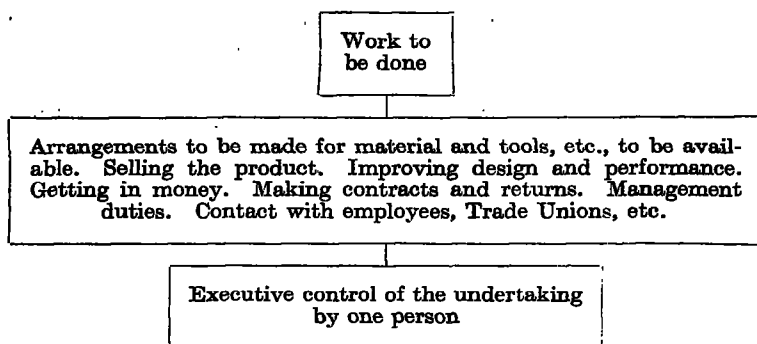 Work to
be done
Arrangements to be made for material and tools, etc., to be avail-
able. Selling the product. Improving design and performance.
Getting in money. Making contracts and returns. Management
duties. Contact with employees, Trade Unions, etc.
Executive control of the undertaking
by one person